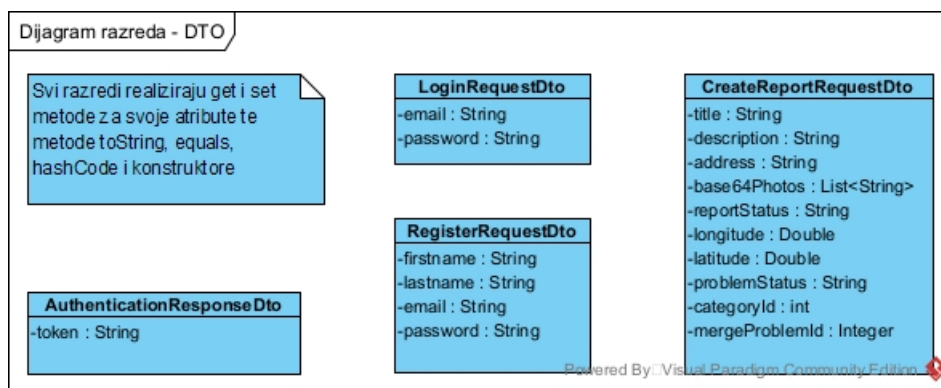 Dijagram razreda - DTO
Svi razredi realiziraju get i set
metode za svoje atribute te
metode toString, equals,
hashCode i konstruktore
AuthenticationResponseDto
-token : String
LoginRequestDto
-email : String
-password : String
RegisterRequestDto
-firstname : String
-lastname : String
-email : String
-password : String
CreateReportRequestDto
-title : String
-description : String
-address : String
-base64Photos : List<String>
-reportStatus : String
-longitude : Double
-latitude : Double
-problemStatus : String
-categoryId : int
-mergeProblemId : Integer
Powered By Visual Paradigm Community Edition